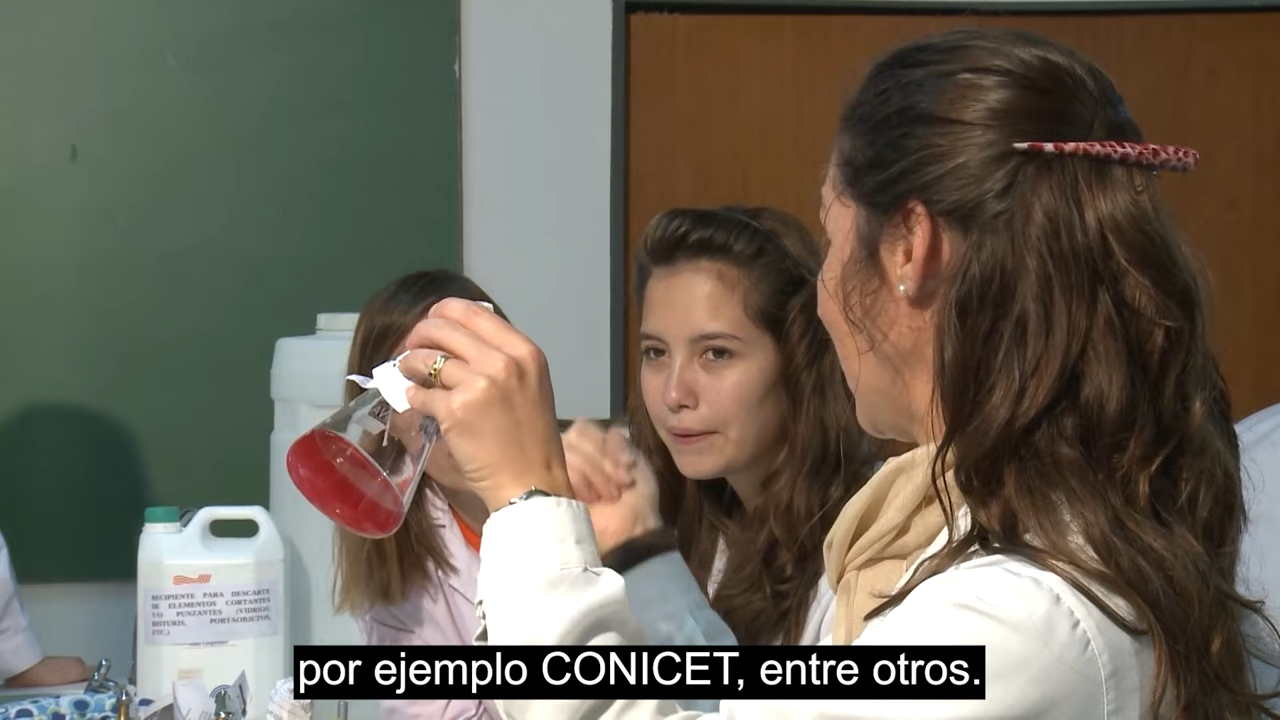 RECIPIENTE PARA DESCARTE
DE ELEMENTOS CORTANTES
Y/O PUNZANTES (VIDRIOS,
BISTURIS, PORTAOBJETOS,
ETC.)
por ejemplo CONICET, entre otros.